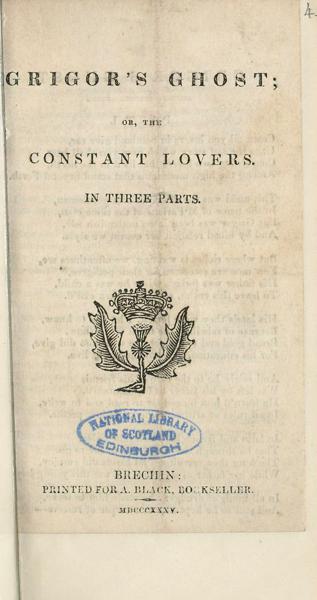 4.
GRIGOR'S GHOST;
OR, THE
CONSTANT LOVERS.
IN THREE PARTS.
NATIONAL LIBRARY
OF SCOTLAND
EDINBURGH
BRECHIN:
PRINTED FOR A. BLACK, BOOKSELLER.
MDCCCXXXV.